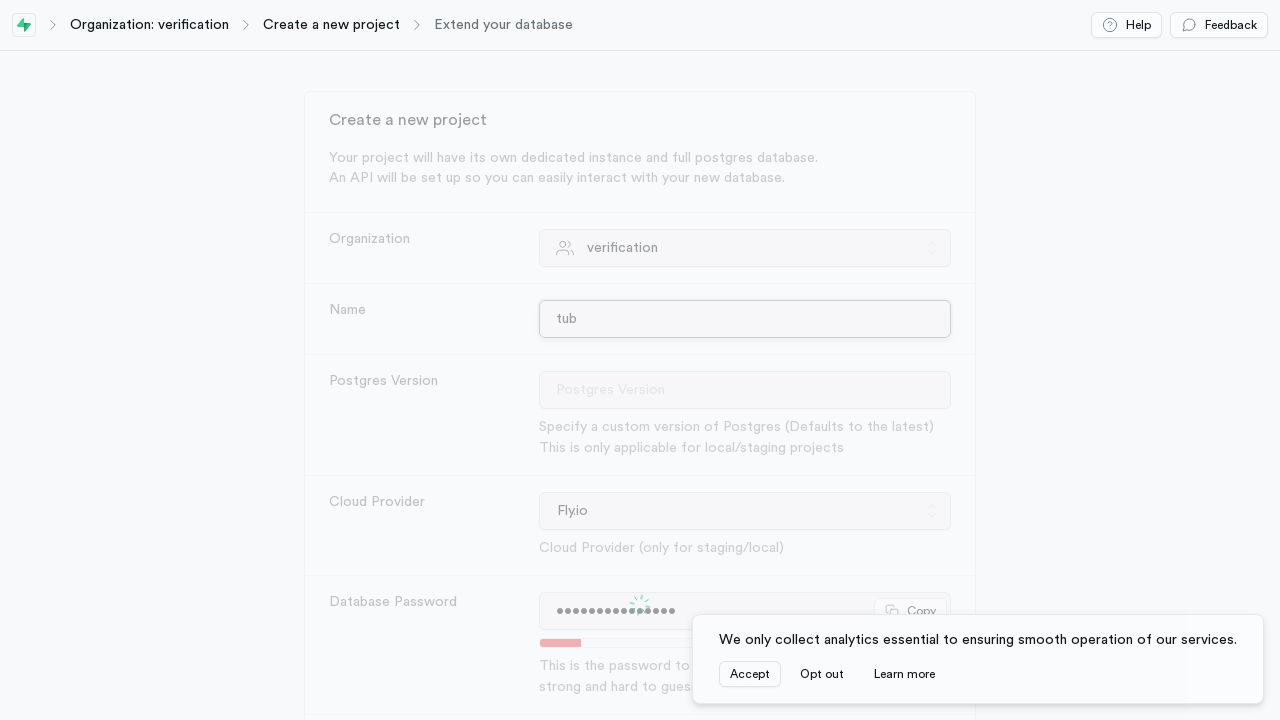 Organization: verification
Create a new project
Extend your database
Help
Feedback
Create a new project
Your project will have its own dedicated instance and full postgres database.
An API will be set up so you can easily interact with your new database.
Organization
verification
Name
tub
Postgres Version
Postgres Version
Specify a custom version of Postgres (Defaults to the latest)
This is only applicable for local/staging projects
Cloud Provider
Fly.io
Cloud Provider (only for staging/local)
Database Password
•••••••••••••••
Copy
This is the password to
strong and hard to gues
We only collect analytics essential to ensuring smooth operation of our services.
Accept
Opt out
Learn more